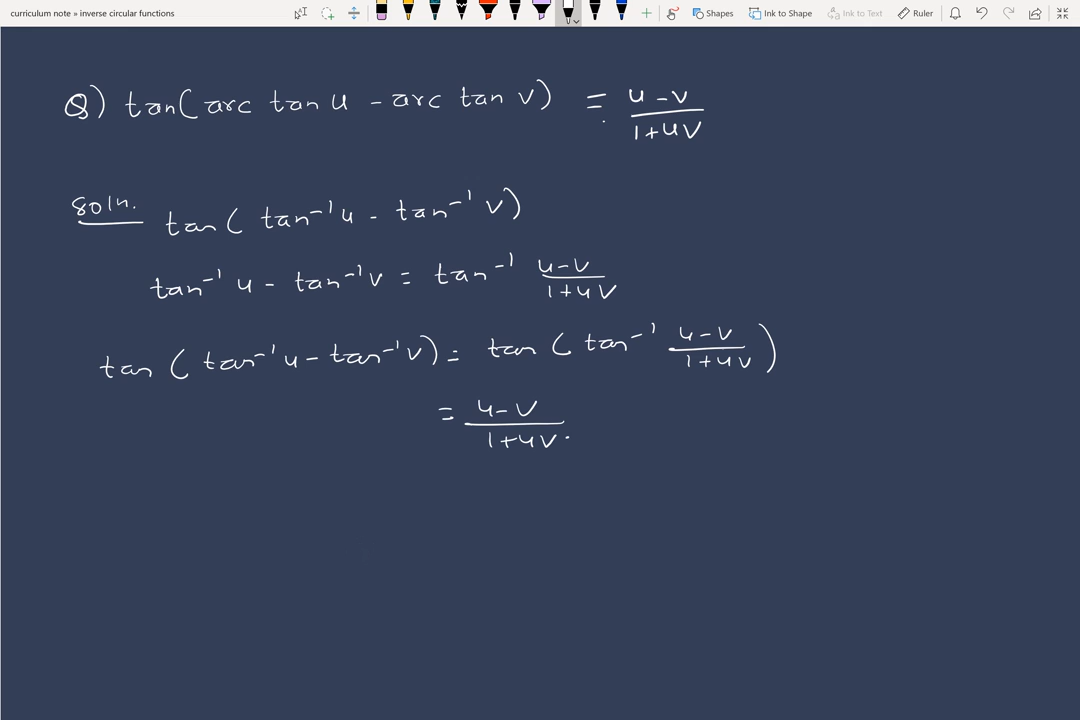 curriculum note » inverse circular functions
Shapes Ink to Shape Ink to Text Ruler
Q) tan(arc tan u - arc tan v) = u-v/1+uv
soln. tan( tan⁻¹u - tan⁻¹ v)
tan⁻¹ u - tan⁻¹v = tan⁻¹ u-v/1+uv
tan ( tan⁻¹u - tan⁻¹v) = tan ( tan⁻¹ u-v/1+uv )
= u-v/1+uv.